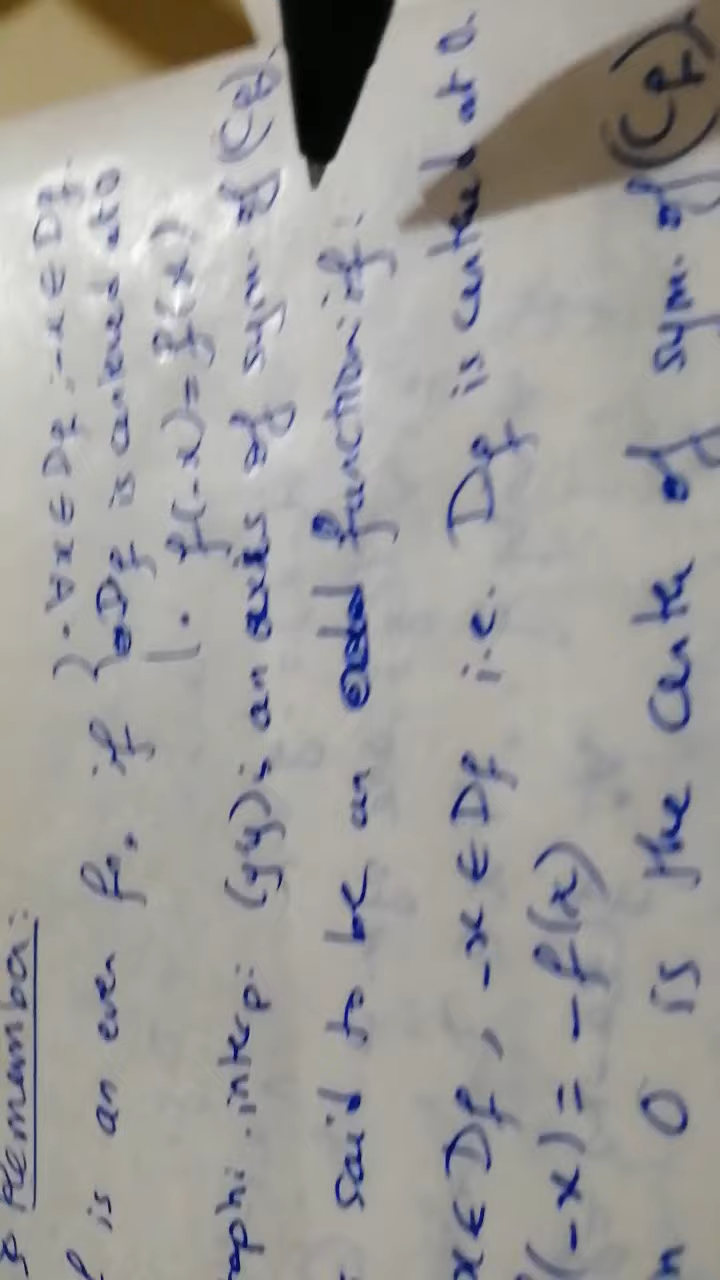 Remember:
f is an even fn. if { . ∀x∈Df : -x∈Df.
Df is centered at 0
. f(-x) = f(x)
graphi. interp: (y'y): an axis of sym. of (Cf).
said to be an odd function if:
x∈Df, -x∈Df i.e. Df is centred at 0.
f(-x) = -f(x)
O is the center of sym. of (Cf).